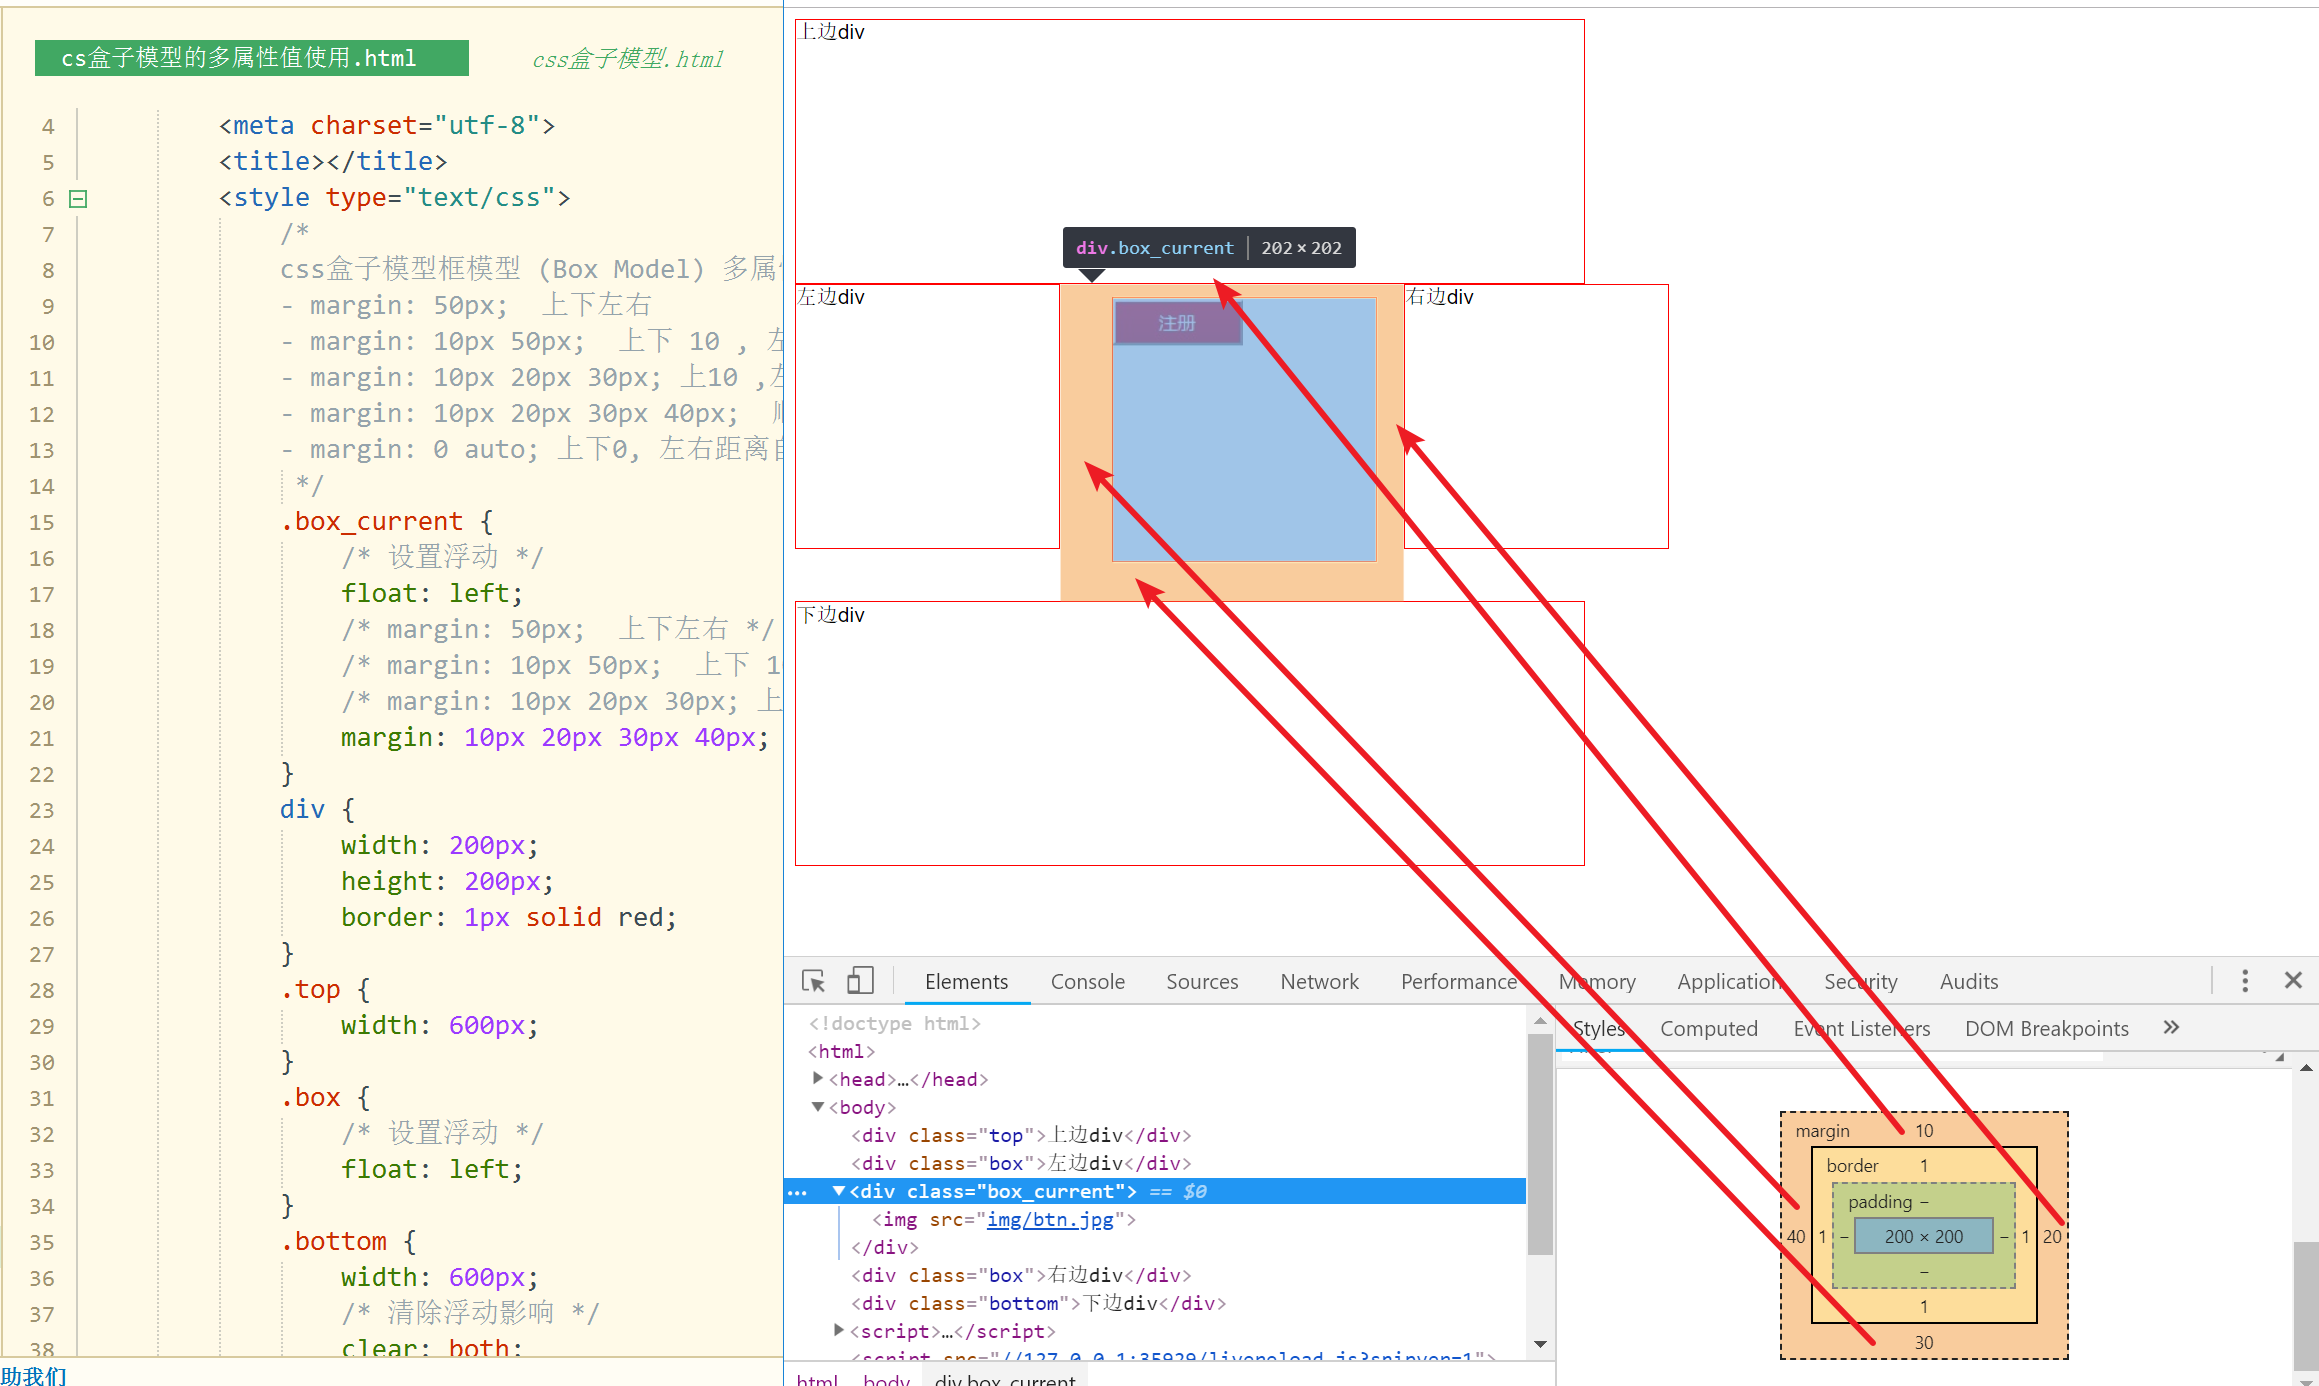 cs盒子模型的多属性值使用.html
css盒子模型.html
4 <meta charset="utf-8">
5 <title></title>
6 <style type="text/css">
7 /*
8 css盒子模型框模型 (Box Model) 多属
9 - margin: 50px;  上下左右
10 - margin: 10px 50px;  上下 10 , 左
11 - margin: 10px 20px 30px; 上10 ,左
12 - margin: 10px 20px 30px 40px;
13 - margin: 0 auto; 上下0, 左右距离自
14 */
15 .box_current {
16 /* 设置浮动 */
17 float: left;
18 /* margin: 50px;  上下左右 */
19 /* margin: 10px 50px;  上下 10
20 /* margin: 10px 20px 30px; 上
21 margin: 10px 20px 30px 40px;
22 }
23 div {
24 width: 200px;
25 height: 200px;
26 border: 1px solid red;
27 }
28 .top {
29 width: 600px;
30 }
31 .box {
32 /* 设置浮动 */
33 float: left;
34 }
35 .bottom {
36 width: 600px;
37 /* 清除浮动影响 */
38 clear: both;
助我们
上边div
div.box_current | 202 × 202
左边div
注册
右边div
下边div
Elements Console Sources Network Performance Memory Application Security Audits
<!doctype html>
<html>
<head>…</head>
<body>
<div class="top">上边div</div>
<div class="box">左边div</div>
<div class="box_current"> == $0
<img src="img/btn.jpg">
</div>
<div class="box">右边div</div>
<div class="bottom">下边div</div>
<script>…</script>
<script src="//127.0.0.1:35929/livereload.js?snipver=1">
html body div.box_current
Styles Computed Event Listeners DOM Breakpoints »
margin 10
border 1
padding –
40 1 – 200 × 200 – 1 20
–
1
30